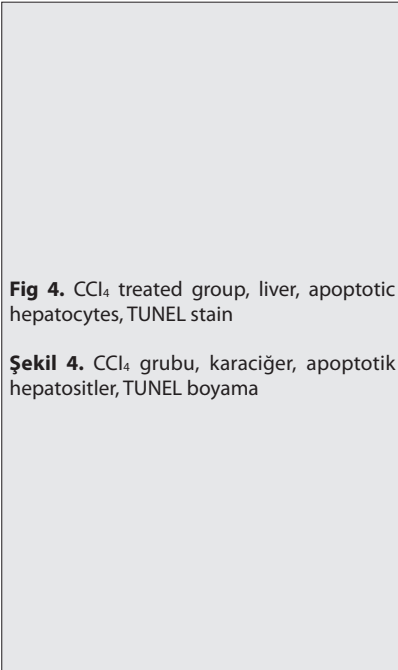 Fig 4. CCl₄ treated group, liver, apoptotic
hepatocytes, TUNEL stain
Şekil 4. CCl₄ grubu, karaciğer, apoptotik
hepatositler, TUNEL boyama